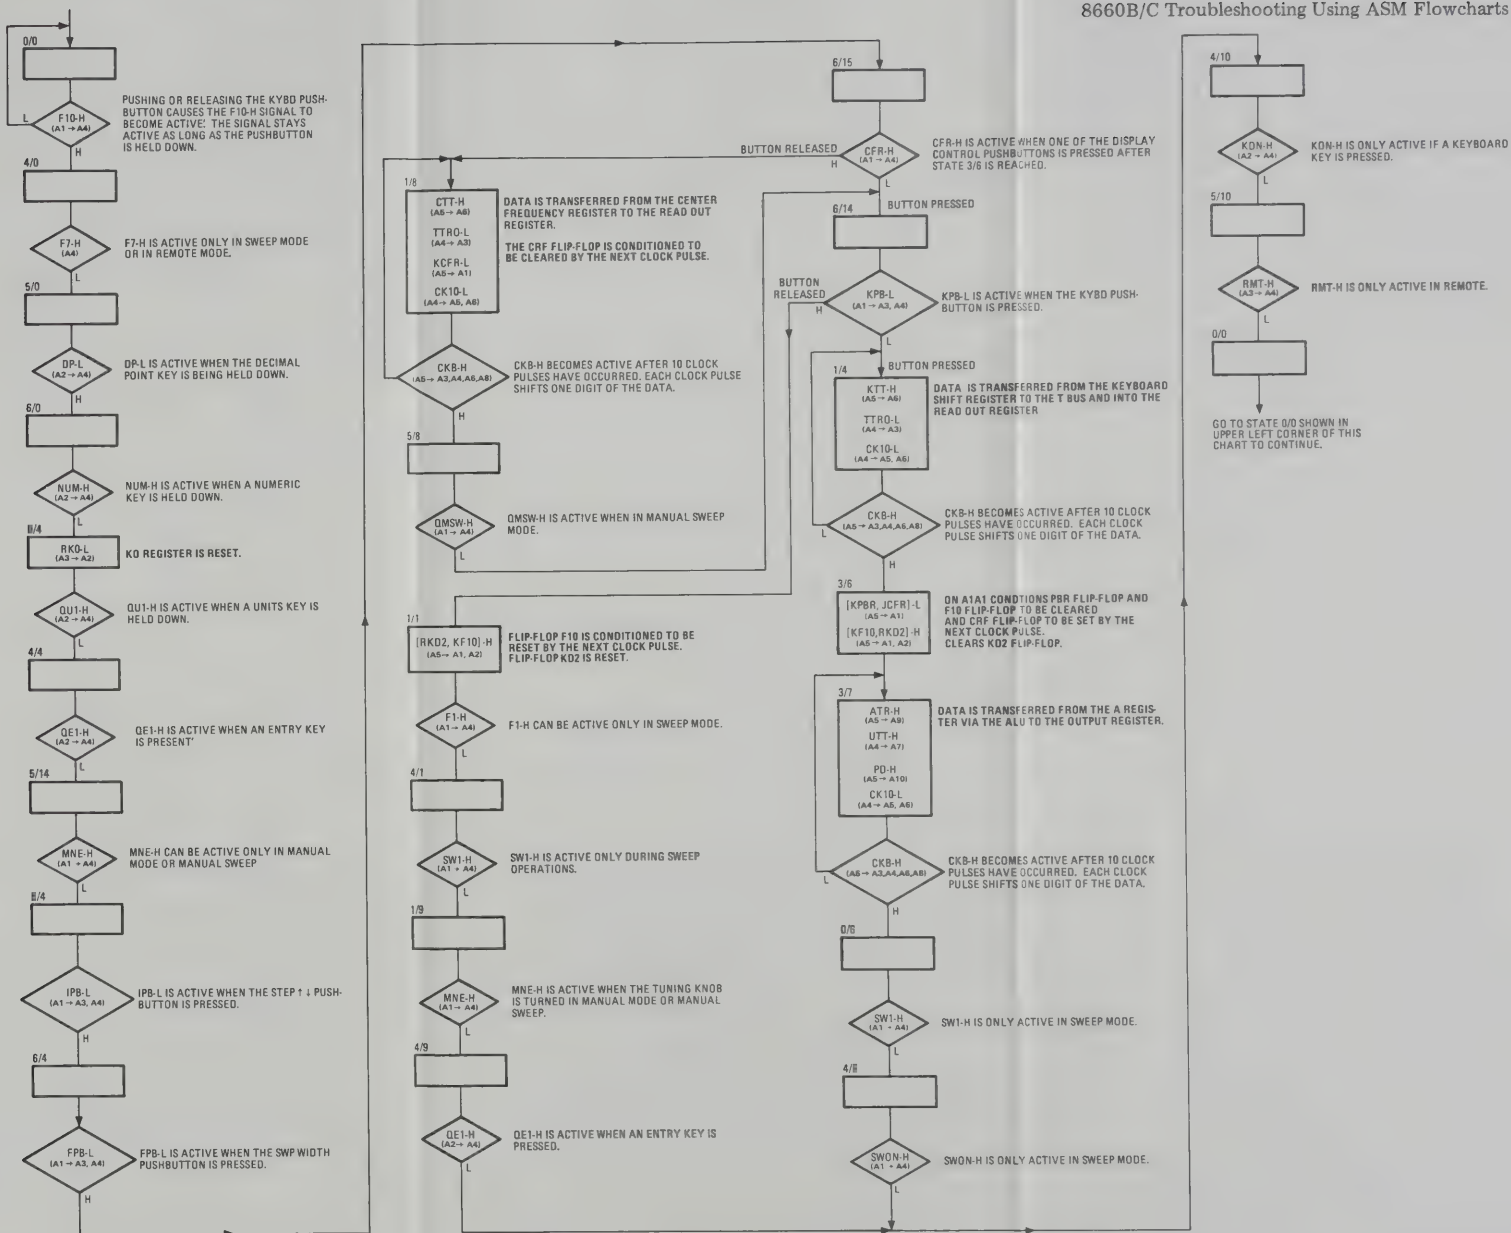 8660B/C Troubleshooting Using ASM Flowcharts
0/0
F10-H
(A1 → A4)
L
H
PUSHING OR RELEASING THE KYBD PUSH-
BUTTON CAUSES THE F10-H SIGNAL TO
BECOME ACTIVE. THE SIGNAL STAYS
ACTIVE AS LONG AS THE PUSHBUTTON
IS HELD DOWN.
4/0
F7-H
(A4)
L
F7-H IS ACTIVE ONLY IN SWEEP MODE
OR IN REMOTE MODE.
5/0
DP-L
(A2 → A4)
H
DP-L IS ACTIVE WHEN THE DECIMAL
POINT KEY IS BEING HELD DOWN.
6/0
NUM-H
(A2 → A4)
L
NUM-H IS ACTIVE WHEN A NUMERIC
KEY IS HELD DOWN.
II/4
RKO-L
(A3 → A2)
KO REGISTER IS RESET.
QU1-H
(A2 → A4)
L
QU1-H IS ACTIVE WHEN A UNITS KEY IS
HELD DOWN.
4/4
QE1-H
(A2 → A4)
L
QE1-H IS ACTIVE WHEN AN ENTRY KEY
IS PRESENT'
5/14
MNE-H
(A1 → A4)
L
MNE-H CAN BE ACTIVE ONLY IN MANUAL
MODE OR MANUAL SWEEP
II/4
IPB-L
(A1 → A3, A4)
H
IPB-L IS ACTIVE WHEN THE STEP ↑ ↓ PUSH-
BUTTON IS PRESSED.
6/4
FPB-L
(A1 → A3, A4)
H
FPB-L IS ACTIVE WHEN THE SWP WIDTH
PUSHBUTTON IS PRESSED.
6/15
CFR-H
(A1 → A4)
BUTTON RELEASED
H
L
CFR-H IS ACTIVE WHEN ONE OF THE DISPLAY
CONTROL PUSHBUTTONS IS PRESSED AFTER
STATE 3/6 IS REACHED.
1/8
CTT-H
(A5 → A6)
TTRO-L
(A4 → A3)
KCFR-L
(A5 → A1)
CK10-L
(A4 → A5, A6)
DATA IS TRANSFERRED FROM THE CENTER
FREQUENCY REGISTER TO THE READ OUT
REGISTER.
THE CRF FLIP-FLOP IS CONDITIONED TO
BE CLEARED BY THE NEXT CLOCK PULSE.
CKB-H
(A5 → A3,A4,A6,A8)
H
CKB-H BECOMES ACTIVE AFTER 10 CLOCK
PULSES HAVE OCCURRED. EACH CLOCK PULSE
SHIFTS ONE DIGIT OF THE DATA.
5/8
QMSW-H
(A1 → A4)
L
QMSW-H IS ACTIVE WHEN IN MANUAL SWEEP
MODE.
BUTTON PRESSED
6/14
BUTTON
RELEASED
H
KPB-L
(A1 → A3, A4)
L
KPB-L IS ACTIVE WHEN THE KYBD PUSH-
BUTTON IS PRESSED.
BUTTON PRESSED
1/4
KTT-H
(A5 → A6)
TTRO-L
(A4 → A3)
CK10-L
(A4 → A5, A6)
DATA IS TRANSFERRED FROM THE KEYBOARD
SHIFT REGISTER TO THE T BUS AND INTO THE
READ OUT REGISTER
CKB-H
(A5 → A3,A4,A6,A8)
L
H
CKB-H BECOMES ACTIVE AFTER 10 CLOCK
PULSES HAVE OCCURRED. EACH CLOCK
PULSE SHIFTS ONE DIGIT OF THE DATA.
3/6
[KPBR, JCFR]-L
(A5 → A1)
[KF10,RKD2]-H
(A5 → A1, A2)
ON A1A1 CONDTIONS PBR FLIP-FLOP AND
F10 FLIP-FLOP TO BE CLEARED
AND CRF FLIP-FLOP TO BE SET BY THE
NEXT CLOCK PULSE.
CLEARS KO2 FLIP-FLOP.
1/1
[RKD2, KF10]-H
(A5 → A1, A2)
FLIP-FLOP F10 IS CONDITIONED TO BE
RESET BY THE NEXT CLOCK PULSE.
FLIP-FLOP KD2 IS RESET.
F1-H
(A1 → A4)
L
F1-H CAN BE ACTIVE ONLY IN SWEEP MODE.
4/1
SW1-H
(A1 → A4)
L
SW1-H IS ACTIVE ONLY DURING SWEEP
OPERATIONS.
1/9
MNE-H
(A1 → A4)
L
MNE-H IS ACTIVE WHEN THE TUNING KNOB
IS TURNED IN MANUAL MODE OR MANUAL
SWEEP.
4/9
QE1-H
(A2 → A4)
L
QE1-H IS ACTIVE WHEN AN ENTRY KEY IS
PRESSED.
3/7
ATR-H
(A5 → A9)
UTT-H
(A4 → A7)
PD-H
(A5 → A10)
CK10-L
(A4 → A5, A6)
DATA IS TRANSFERRED FROM THE A REGIS-
TER VIA THE ALU TO THE OUTPUT REGISTER.
CKB-H
(A5 → A3,A4,A6,A8)
L
H
CKB-H BECOMES ACTIVE AFTER 10 CLOCK
PULSES HAVE OCCURRED. EACH CLOCK
PULSE SHIFTS ONE DIGIT OF THE DATA.
0/6
SW1-H
(A1 → A4)
L
SW1-H IS ONLY ACTIVE IN SWEEP MODE.
4/II
SWON-H
(A1 → A4)
L
SWON-H IS ONLY ACTIVE IN SWEEP MODE.
4/10
KDN-H
(A2 → A4)
L
KDN-H IS ONLY ACTIVE IF A KEYBOARD
KEY IS PRESSED.
5/10
RMT-H
(A3 → A4)
L
RMT-H IS ONLY ACTIVE IN REMOTE.
0/0
GO TO STATE 0/0 SHOWN IN
UPPER LEFT CORNER OF THIS
CHART TO CONTINUE.